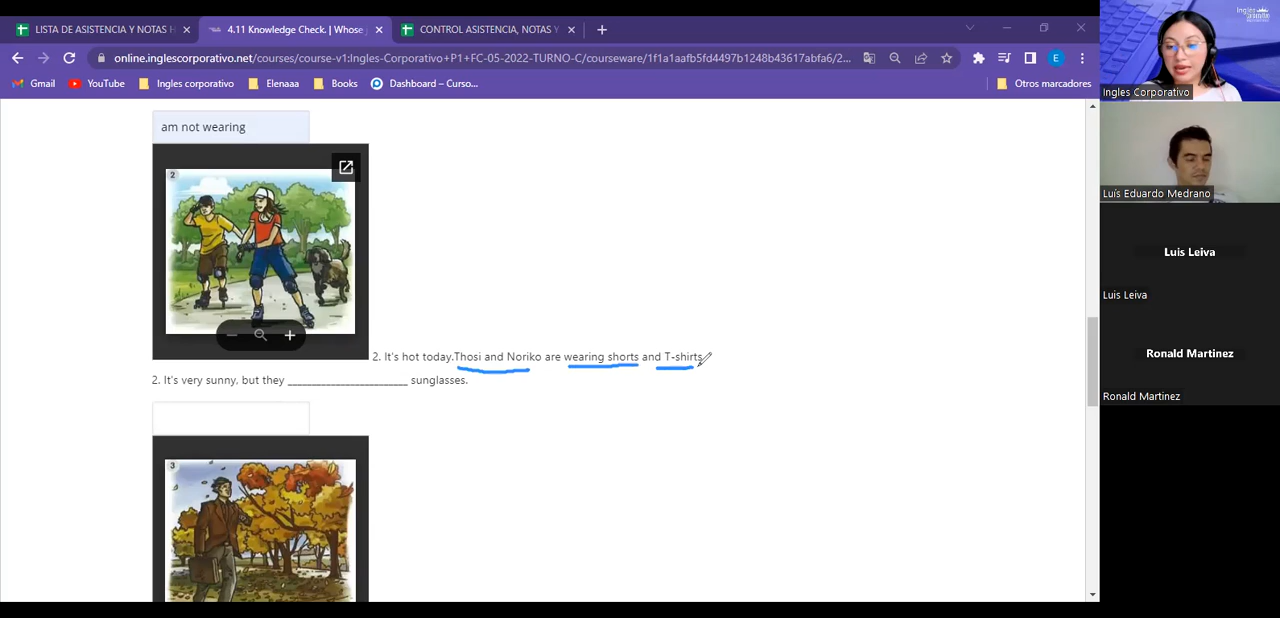 LISTA DE ASISTENCIA Y NOTAS H
4.11 Knowledge Check. | Whose J
CONTROL ASISTENCIA, NOTAS Y
online.inglescorporativo.net/courses/course-v1:Ingles-Corporativo+P1+FC-05-2022-TURNO-C/courseware/1f1a1aafb5fd4497b1248b43617abfa6/2...
E
Gmail
YouTube
Ingles corporativo
Elenaaa
Books
Dashboard – Curso...
Otros marcadores
am not wearing
2
2. It's hot today.Thosi and Noriko are wearing shorts and T-shirts
2. It's very sunny, but they ______________________ sunglasses.
3
Ingles Corporativo
Luís Eduardo Medrano
Luis Leiva
Luis Leiva
Ronald Martinez
Ronald Martinez